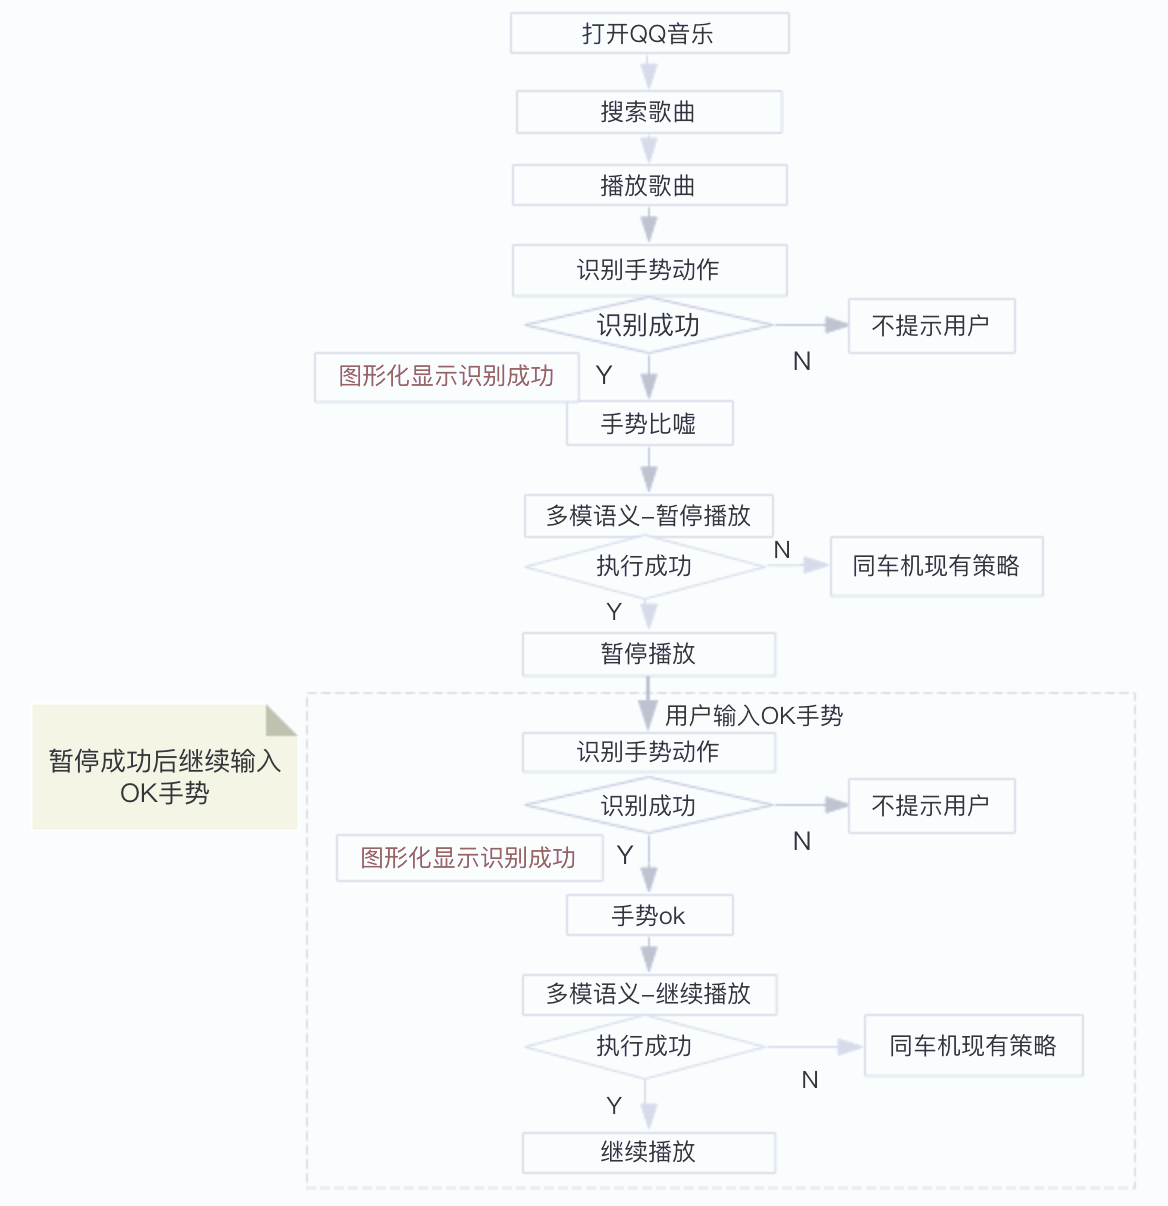 打开QQ音乐
搜索歌曲
播放歌曲
识别手势动作
识别成功
不提示用户
N
图形化显示识别成功
Y
手势比嘘
多模语义-暂停播放
N
执行成功
同车机现有策略
Y
暂停播放
用户输入OK手势
暂停成功后继续输入
OK手势
识别手势动作
识别成功
不提示用户
N
图形化显示识别成功
Y
手势ok
多模语义-继续播放
执行成功
同车机现有策略
N
Y
继续播放